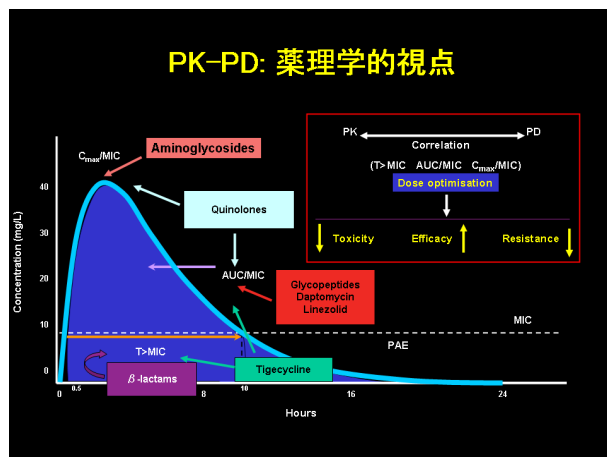 PK-PD: 薬理学的視点
Cmax/MIC
Aminoglycosides
Quinolones
AUC/MIC
Glycopeptides
Daptomycin
Linezolid
PK
PD
Correlation
(T>MIC AUC/MIC Cmax/MIC)
Dose optimisation
Toxicity
Efficacy
Resistance
Concentration (mg/L)
40
30
20
10
0
MIC
PAE
T>MIC
β-lactams
Tigecycline
0
0.5
8
10
16
24
Hours